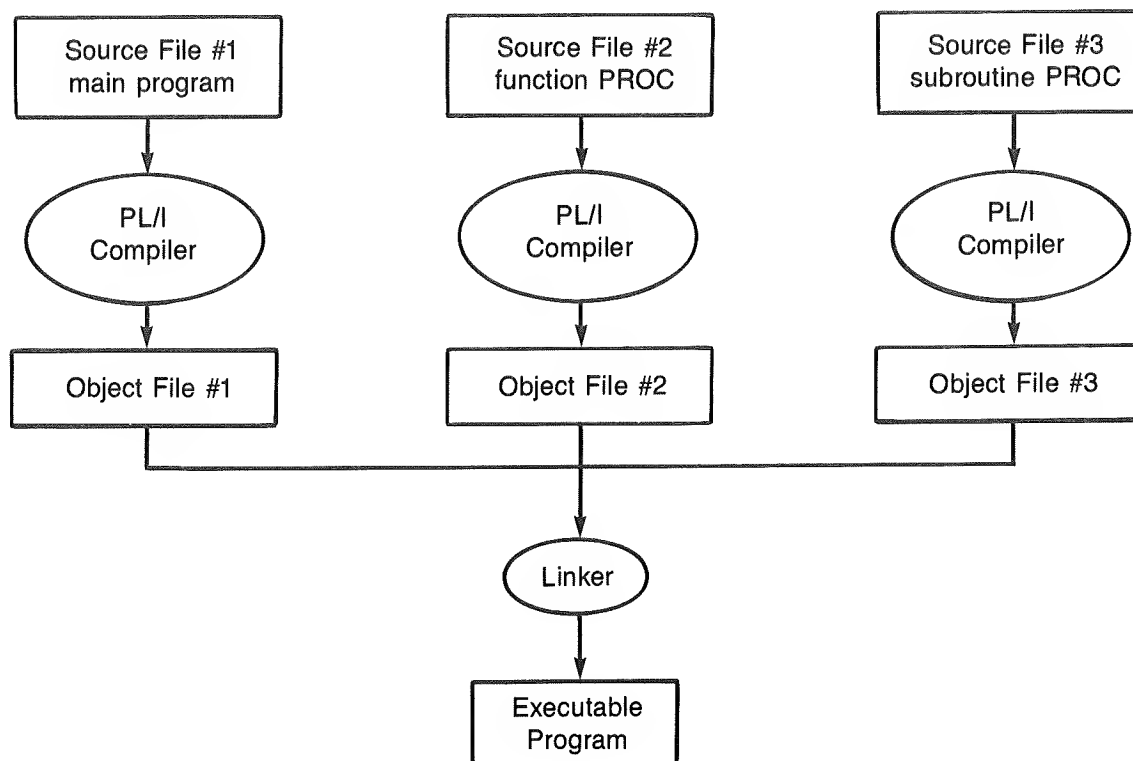 Source File #1
main program
Source File #2
function PROC
Source File #3
subroutine PROC
PL/I
Compiler
PL/I
Compiler
PL/I
Compiler
Object File #1
Object File #2
Object File #3
Linker
Executable
Program